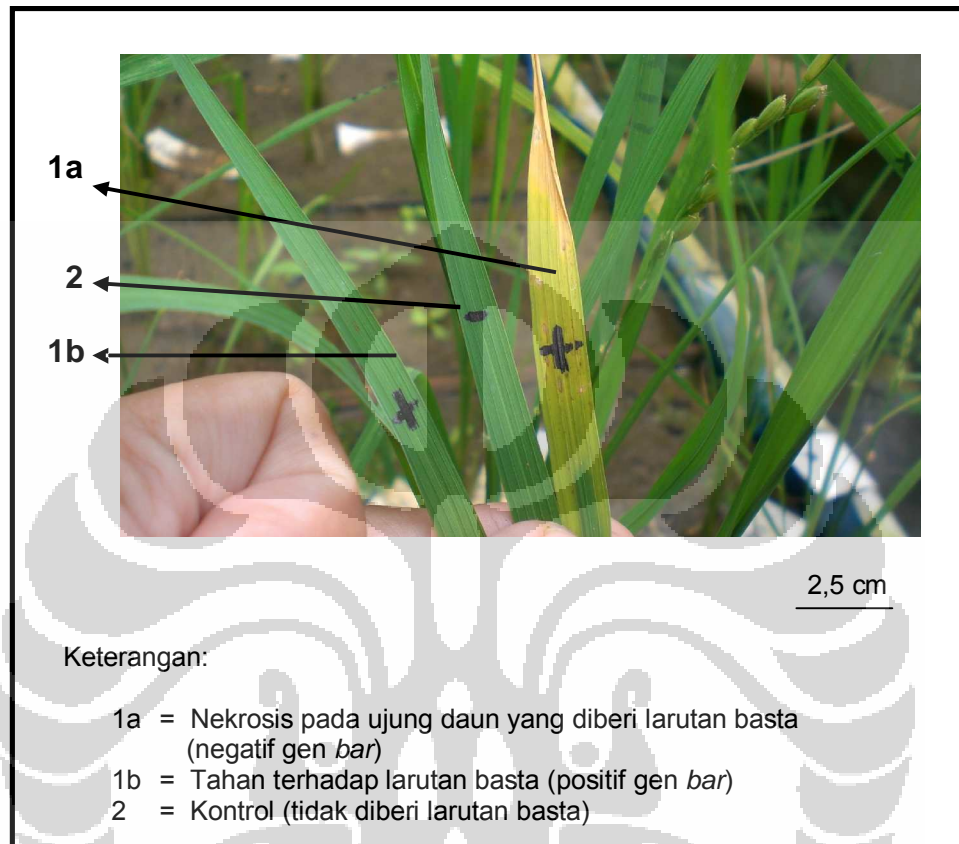 1a
2
1b
2,5 cm
Keterangan:
1a = Nekrosis pada ujung daun yang diberi larutan basta
(negatif gen bar)
1b = Tahan terhadap larutan basta (positif gen bar)
2 = Kontrol (tidak diberi larutan basta)